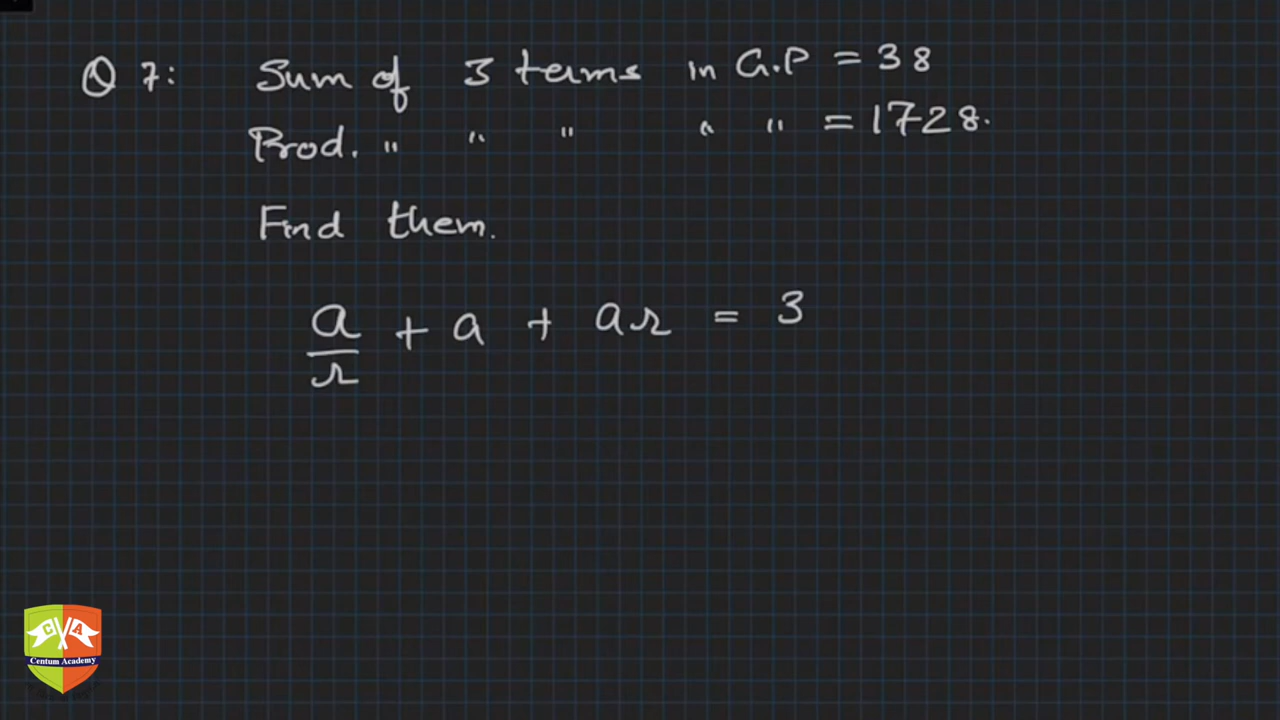 Q 7: Sum of 3 terms in G.P = 38
Prod. " " " " " = 1728.
Find them.
a/r + a + ar = 3
C A
Centum Academy